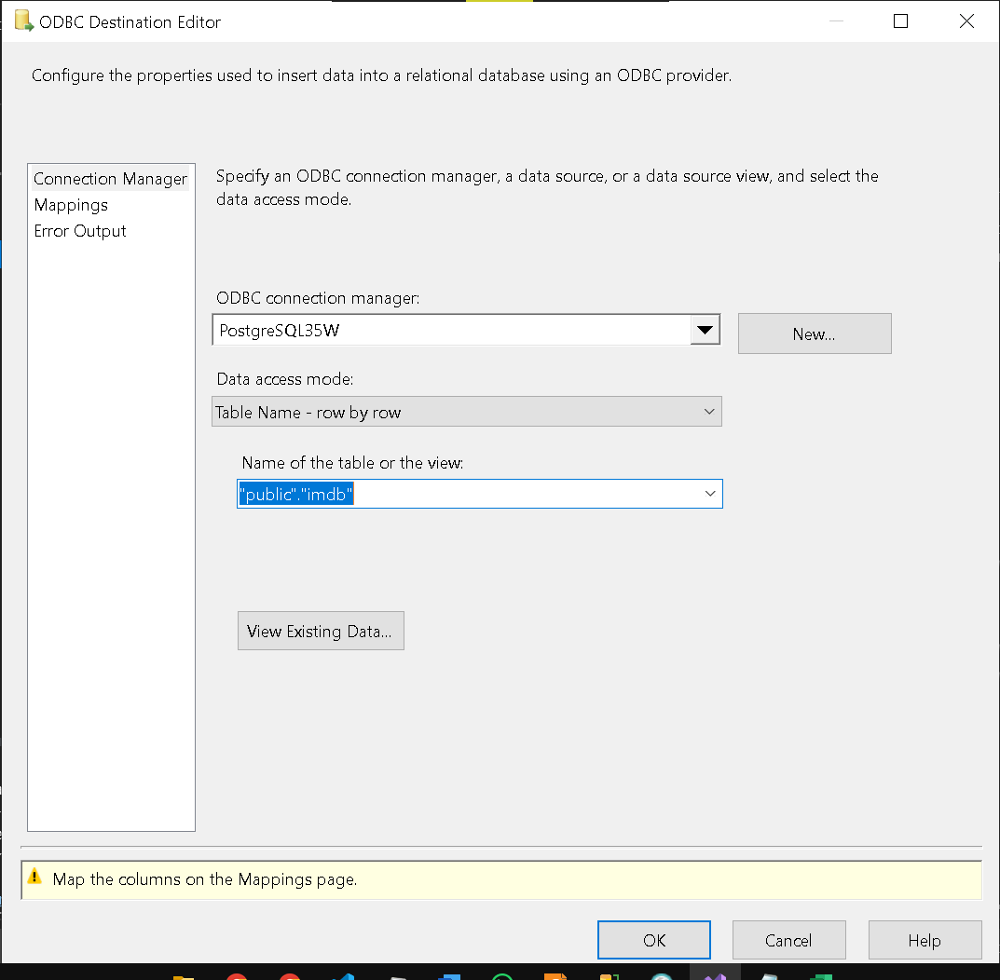 ODBC Destination Editor
Configure the properties used to insert data into a relational database using an ODBC provider.
Connection Manager
Mappings
Error Output
Specify an ODBC connection manager, a data source, or a data source view, and select the
data access mode.
ODBC connection manager:
PostgreSQL35W
New...
Data access mode:
Table Name - row by row
Name of the table or the view:
"public"."imdb"
View Existing Data...
Map the columns on the Mappings page.
OK
Cancel
Help